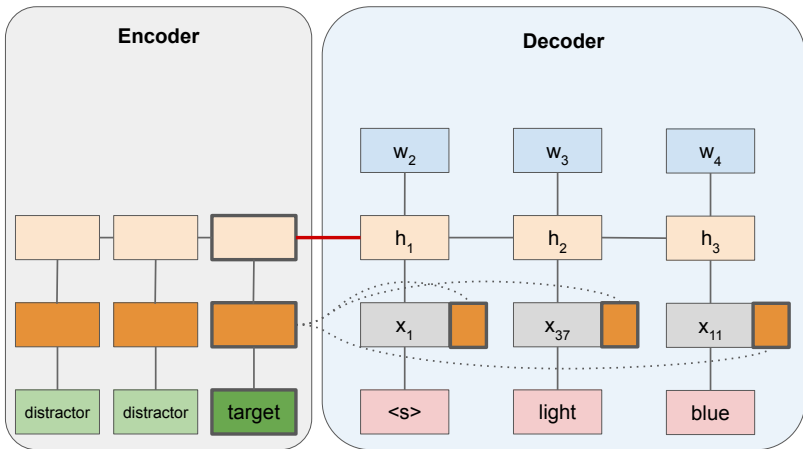 Encoder
Decoder
w2 w3 w4
h1 h2 h3
x1 x37 x11
distractor distractor target <s> light blue